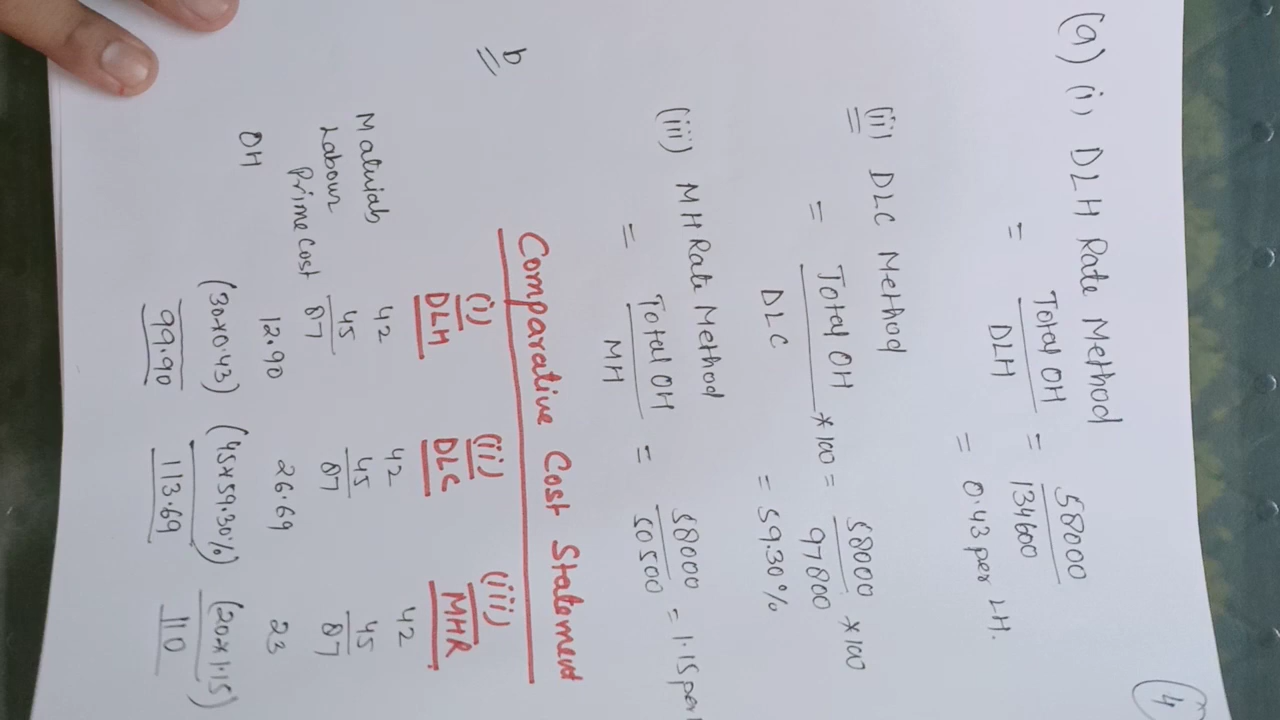 4
(a) (i) DLH Rate Method
= Total OH / DLH = 58000 / 134600
= 0.43 per LH.
(ii) DLC Method
= Total OH / DLC * 100 = 58000 / 97800 * 100
= 59.30%
(iii) MH Rate Method
= Total OH / MH = 58000 / 50500 = 1.15 per
b
Comparative Cost Statement
(i) (ii) (iii)
DLH DLC MHR
Materials 42 42 42
Labour 45 45 45
Prime Cost 87 87 87
OH 12.90 26.69 23
(30*0.43) (45*59.30%) (20*1.15)
99.90 113.69 110